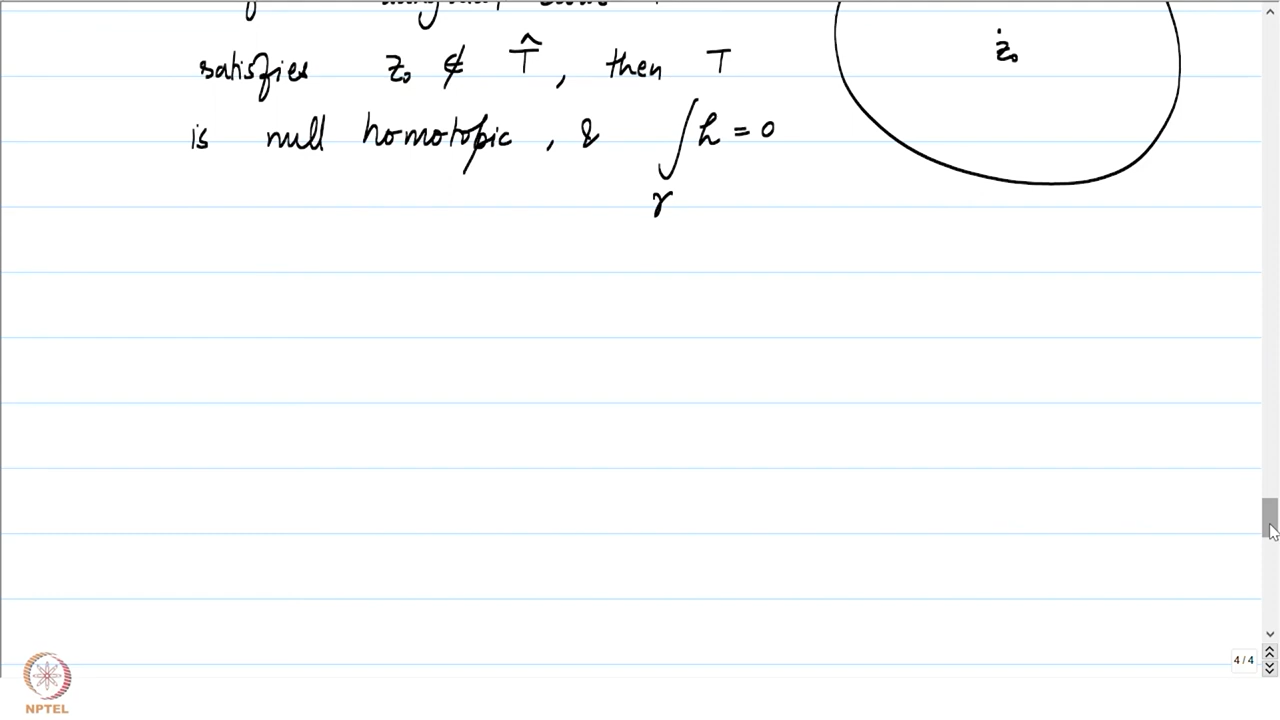 satisfies z₀ ∉ T̂, then T
is null homotopic, & ∫_γ h = 0
ż₀
4 / 4
NPTEL